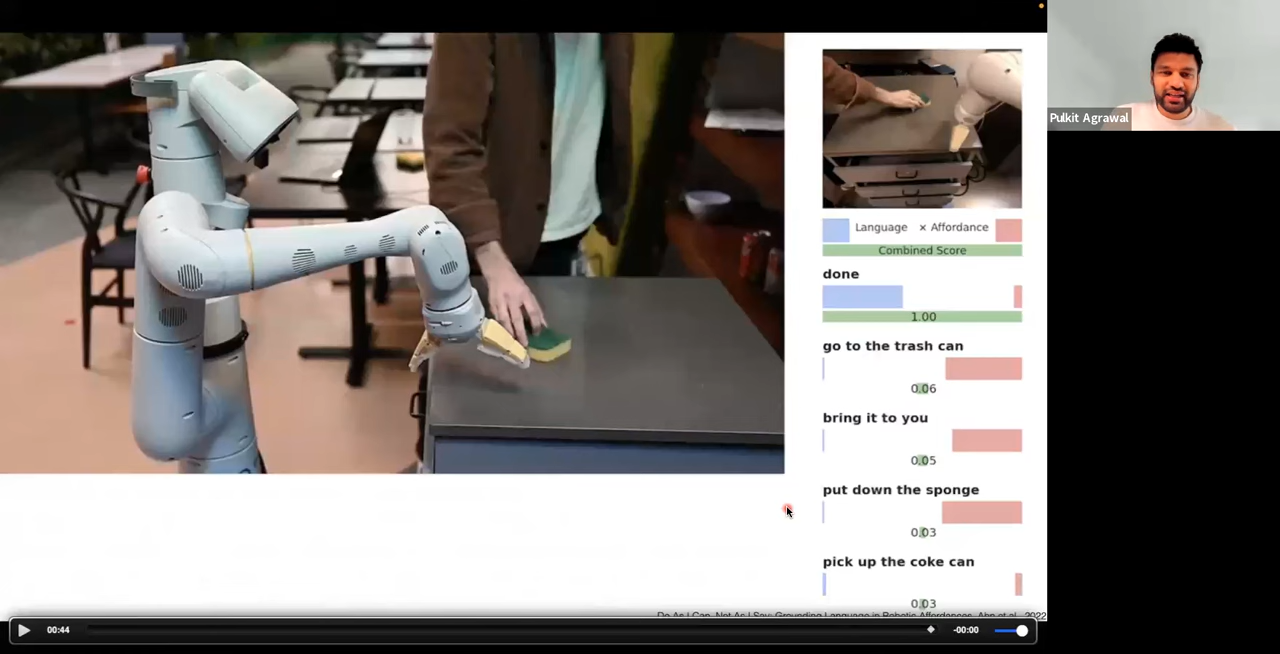 Pulkit Agrawal
Language × Affordance
Combined Score
done
1.00
go to the trash can
0.06
bring it to you
0.05
put down the sponge
0.03
pick up the coke can
0.03
Do As I Can, Not As I Say: Grounding Language in Robotic Affordances, Ahn et al., 2022
00:44
-00:00